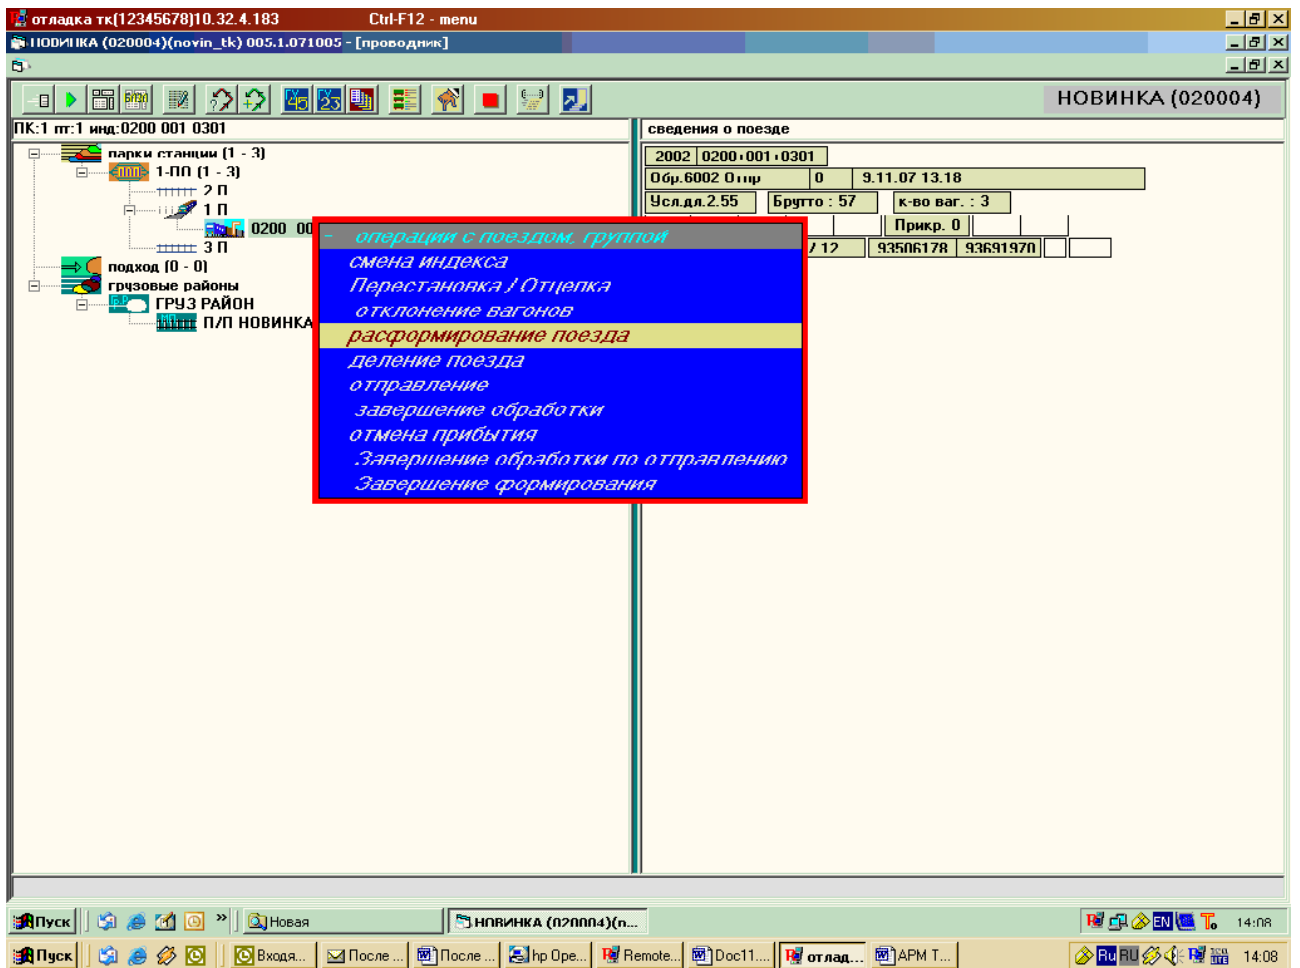 отладка тк(12345678)10.32.4.183 Ctrl-F12 - menu
НОВИНКА (020004)(novin_tk) 005.1.071005 - [проводник]
НОВИНКА (020004)
ПК:1 пт:1 инд:0200 001 0301
сведения о поезде
парки станции (1 - 3)
1-ПП (1 - 3)
2 П
1 П
0200 00
3 П
подход (0 - 0)
грузовые районы
ГРУЗ РАЙОН
П/П НОВИНКА
2002 0200 001 0301
0бр.6002 Отпр 0 9.11.07 13.18
Усл.дл.2.55 Брутто : 57 к-во ваг. : 3
Прикр. 0
/ 12 93506178 93691970
- операции с поездом, группой
смена индекса
Перестановка / Отцепка
отклонение вагонов
расформирование поезда
деление поезда
отправление
завершение обработки
отмена прибытия
Завершение обработки по отправлению
Завершение формирования
Пуск » Новая НОВИНКА (020004)(n... EN 14:08
Пуск Входя... После ... После ... hp Ope... Remote... Doc11.... отлад... АРМ Т... Ru RU 14:08